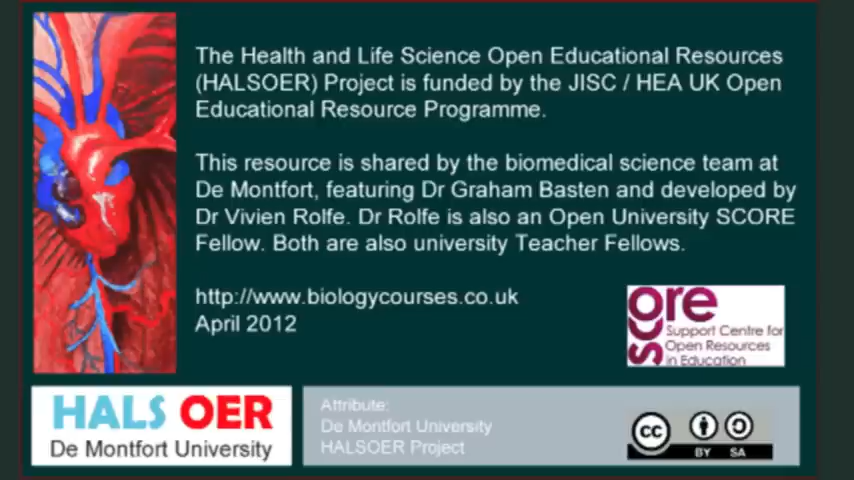 The Health and Life Science Open Educational Resources
(HALSOER) Project is funded by the JISC / HEA UK Open
Educational Resource Programme.
This resource is shared by the biomedical science team at
De Montfort, featuring Dr Graham Basten and developed by
Dr Vivien Rolfe. Dr Rolfe is also an Open University SCORE
Fellow. Both are also university Teacher Fellows.
http://www.biologycourses.co.uk
April 2012
score
Support Centre for
Open Resources
in Education
HALS OER
De Montfort University
Attribute:
De Montfort University
HALSOER Project
CC
BY SA